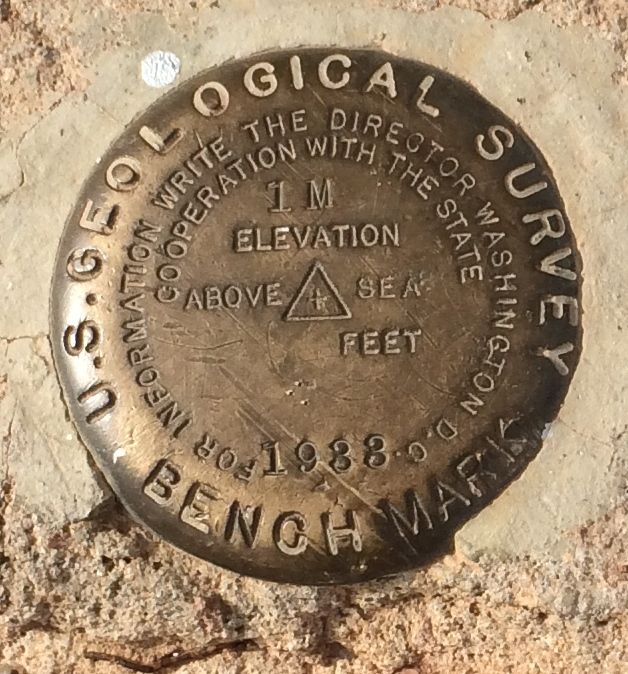 U.S. GEOLOGICAL SURVEY
FOR INFORMATION WRITE THE DIRECTOR WASHINGTON D.C.
COOPERATION WITH THE STATE
1 M
ELEVATION
ABOVE 4 SEA
FEET
1933
BENCH MARK